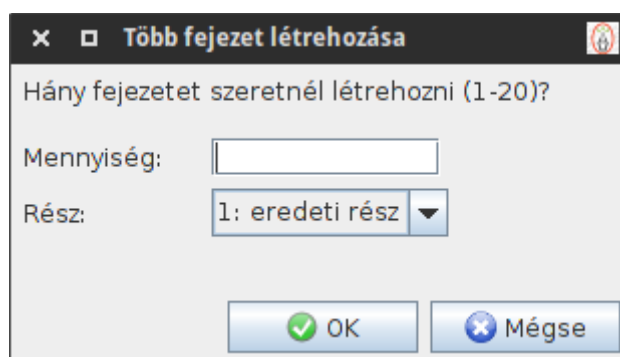 Több fejezet létrehozása
Hány fejezetet szeretnél létrehozni (1-20)?
Mennyiség:
Rész: 1: eredeti rész
OK Mégse